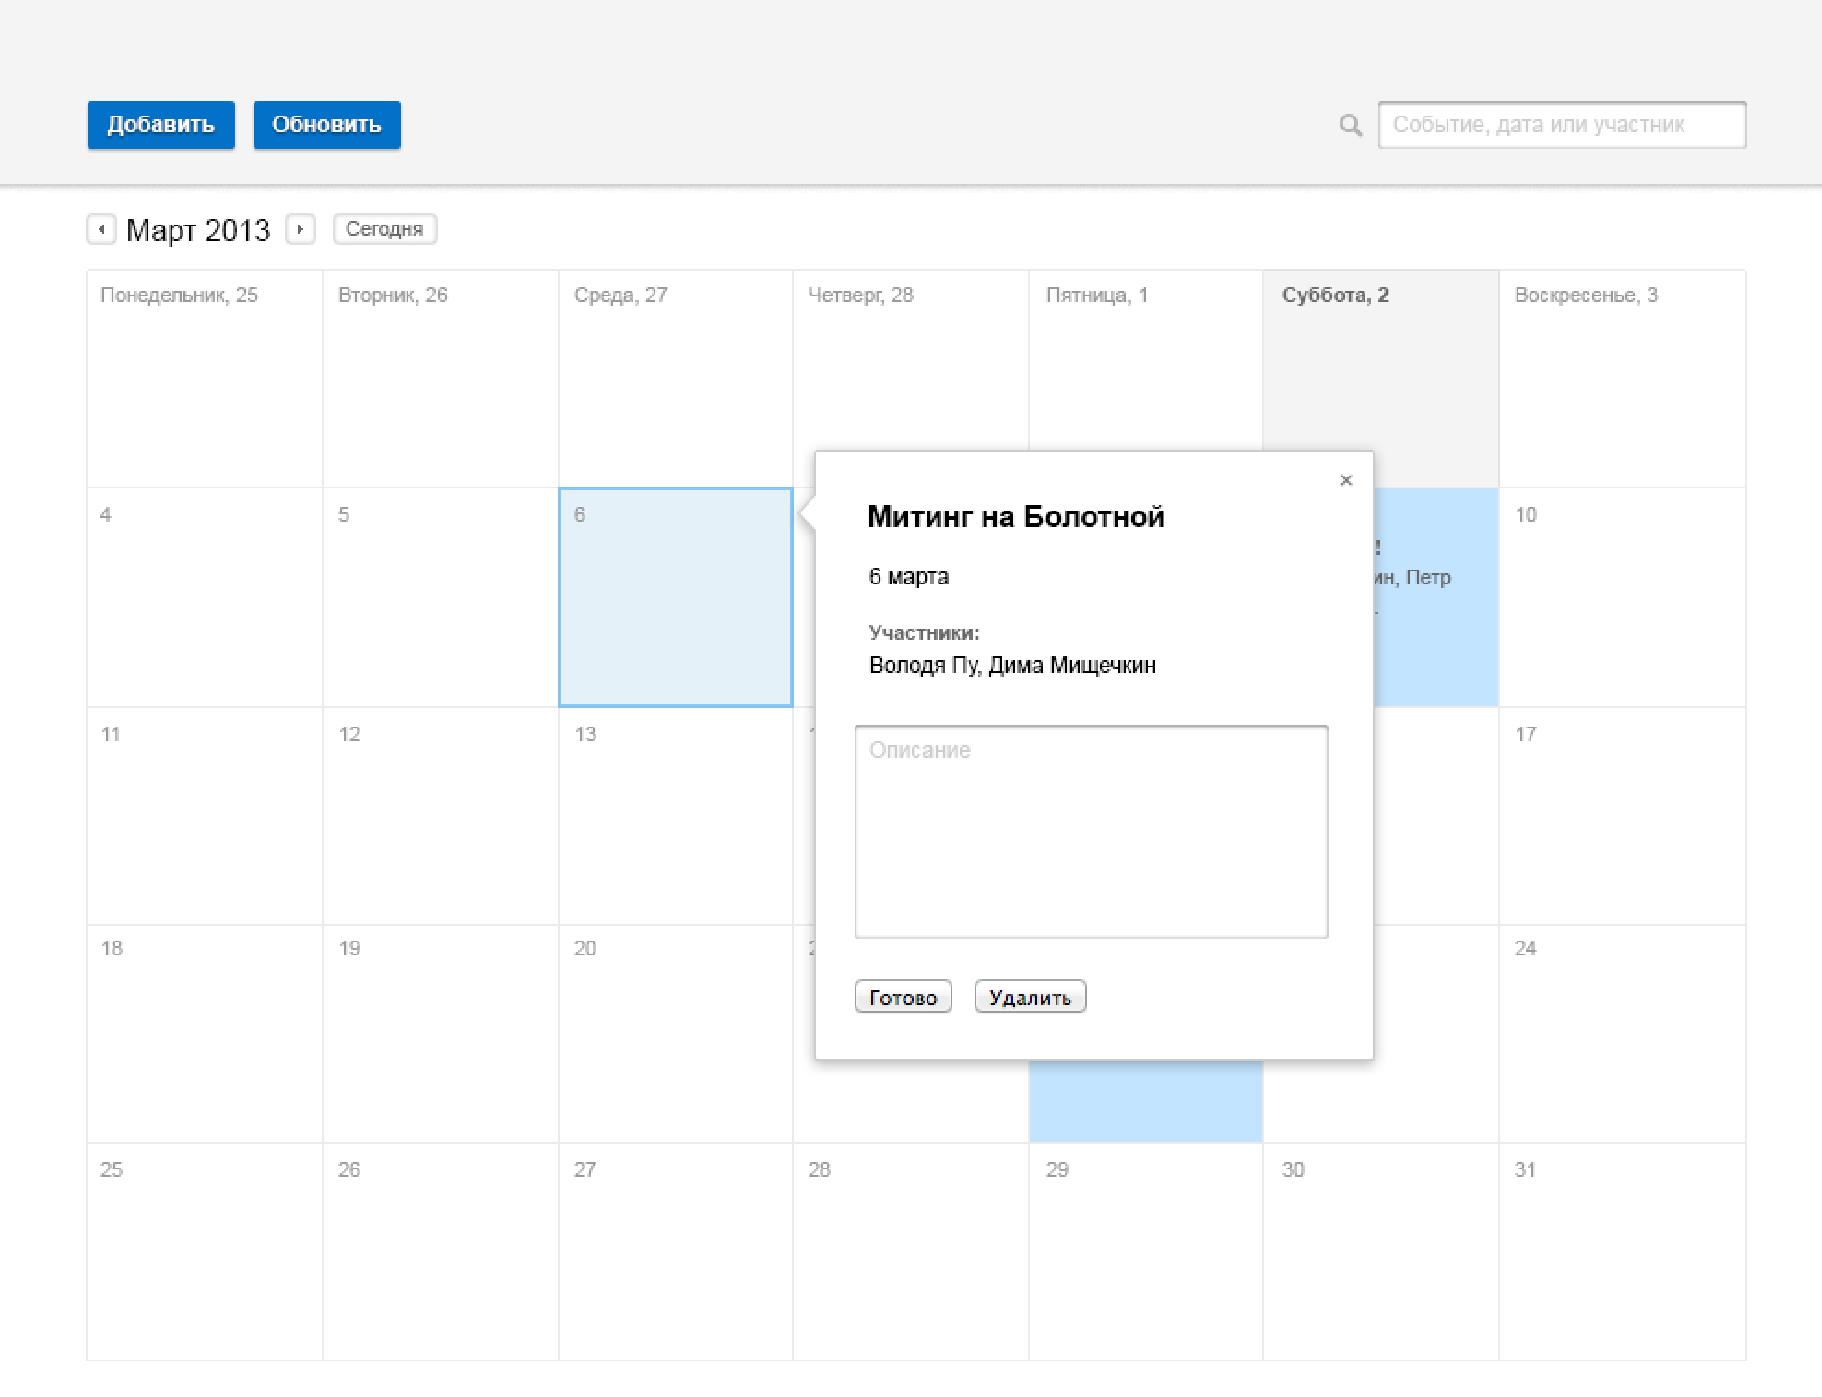 Добавить Обновить Событие, дата или участник
Март 2013 Сегодня
Понедельник, 25 Вторник, 26 Среда, 27 Четверг, 28 Пятница, 1 Суббота, 2 Воскресенье, 3
×
4 5 6 Митинг на Болотной 10
!
6 марта ин, Петр
Участники:
Володя Пу, Дима Мищечкин
11 12 13 17
Описание
18 19 20 24
Готово Удалить
25 26 27 28 29 30 31